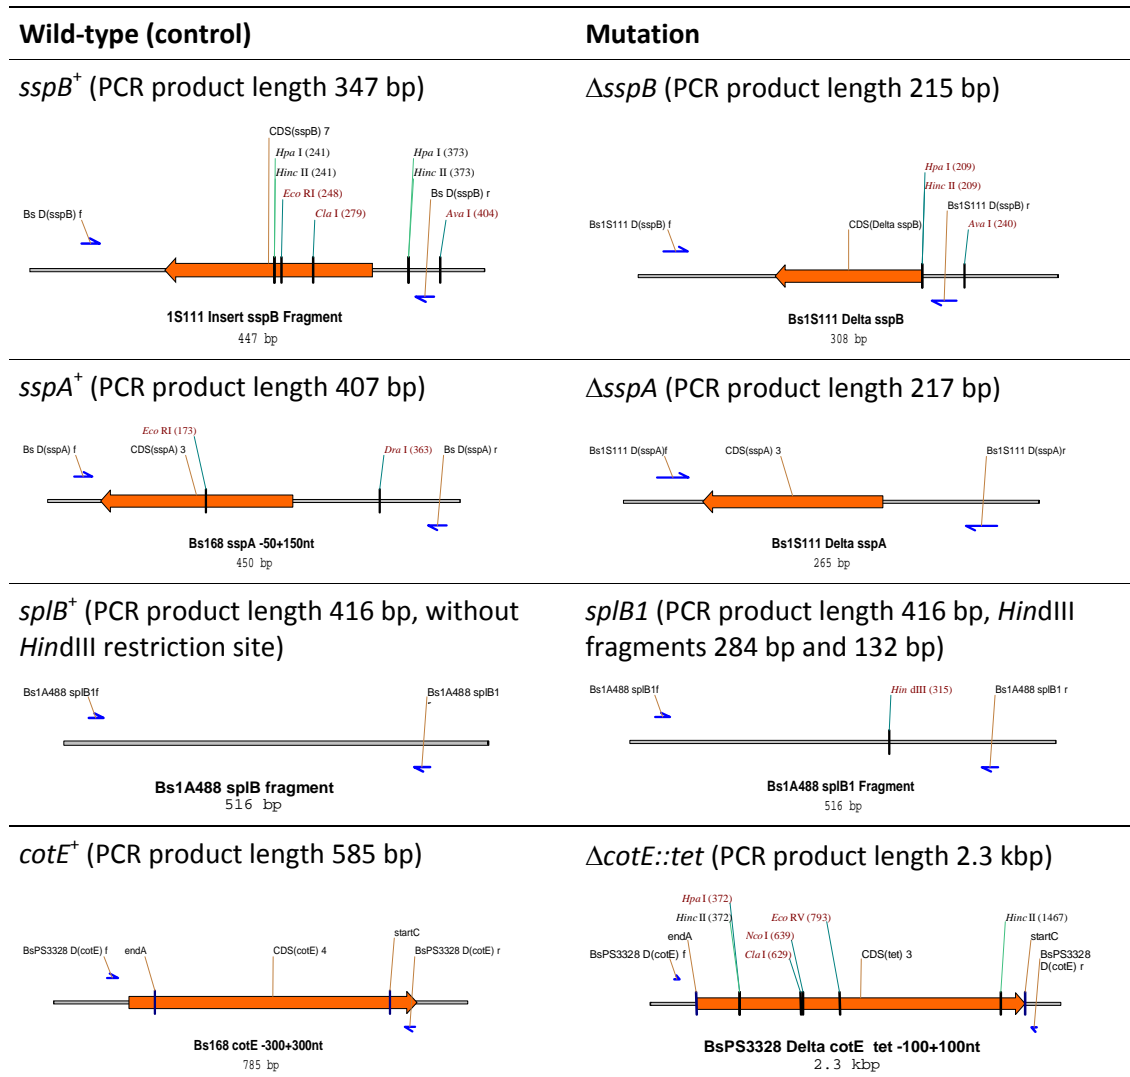 Wild-type (control)
Mutation
sspB⁺ (PCR product length 347 bp)
ΔsspB (PCR product length 215 bp)
CDS(sspB) 7
Hpa I (241)
Hinc II (241)
Eco RI (248)
Cla I (279)
Hpa I (373)
Hinc II (373)
Bs D(sspB) r
Ava I (404)
Bs D(sspB) f
1S111 Insert sspB Fragment
447 bp
Hpa I (209)
Hinc II (209)
Bs1S111 D(sspB) r
Bs1S111 D(sspB) f
CDS(Delta sspB)
Ava I (240)
Bs1S111 Delta sspB
308 bp
sspA⁺ (PCR product length 407 bp)
ΔsspA (PCR product length 217 bp)
Eco RI (173)
Bs D(sspA) f
CDS(sspA) 3
Dra I (363)
Bs D(sspA) r
Bs168 sspA -50+150nt
450 bp
Bs1S111 D(sspA)f
CDS(sspA) 3
Bs1S111 D(sspA)r
Bs1S111 Delta sspA
265 bp
splB⁺ (PCR product length 416 bp, without
HindIII restriction site)
splB1 (PCR product length 416 bp, HindIII
fragments 284 bp and 132 bp)
Bs1A488 splB1f
Bs1A488 splB1
Bs1A488 splB fragment
516 bp
Bs1A488 splB1f
Hin dIII (315)
Bs1A488 splB1 r
Bs1A488 splB1 Fragment
516 bp
cotE⁺ (PCR product length 585 bp)
ΔcotE::tet (PCR product length 2.3 kbp)
startC
BsPS3328 D(cotE) f
endA
CDS(cotE) 4
BsPS3328 D(cotE) r
Bs168 cotE -300+300nt
785 bp
Hpa I (372)
Hinc II (372)
Eco RV (793)
Hinc II (1467)
endA
Nco I (639)
startC
BsPS3328
D(cotE) f
Cla I (629)
CDS(tet) 3
BsPS3328
D(cotE) r
BsPS3328 Delta cotE tet -100+100nt
2.3 kbp